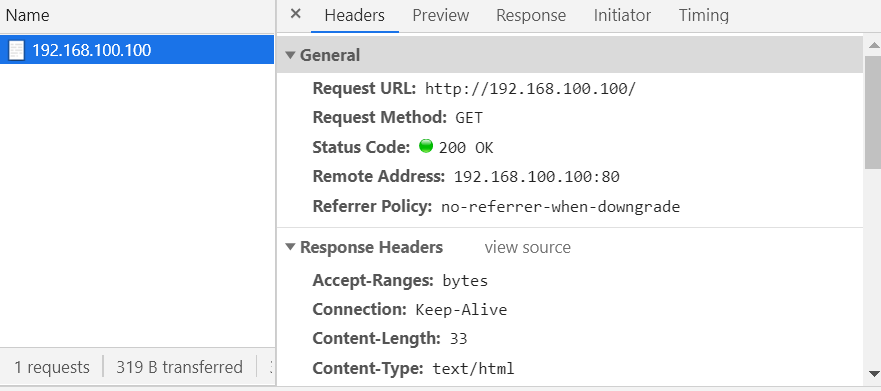 Name
192.168.100.100
1 requests
319 B transferred
× Headers Preview Response Initiator Timing
General
Request URL: http://192.168.100.100/
Request Method: GET
Status Code: 200 OK
Remote Address: 192.168.100.100:80
Referrer Policy: no-referrer-when-downgrade
Response Headers view source
Accept-Ranges: bytes
Connection: Keep-Alive
Content-Length: 33
Content-Type: text/html